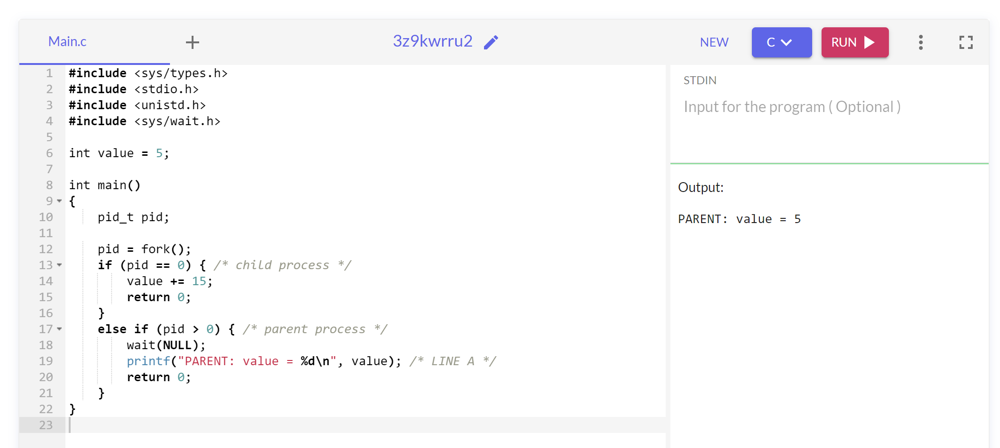 Main.c
3z9kwrru2
NEW
C
RUN
1 #include <sys/types.h>
2 #include <stdio.h>
3 #include <unistd.h>
4 #include <sys/wait.h>
5
6 int value = 5;
7
8 int main()
9 {
10     pid_t pid;
11
12     pid = fork();
13     if (pid == 0) { /* child process */
14         value += 15;
15         return 0;
16     }
17     else if (pid > 0) { /* parent process */
18         wait(NULL);
19         printf("PARENT: value = %d\n", value); /* LINE A */
20         return 0;
21     }
22 }
23
STDIN
Input for the program ( Optional )
Output:
PARENT: value = 5